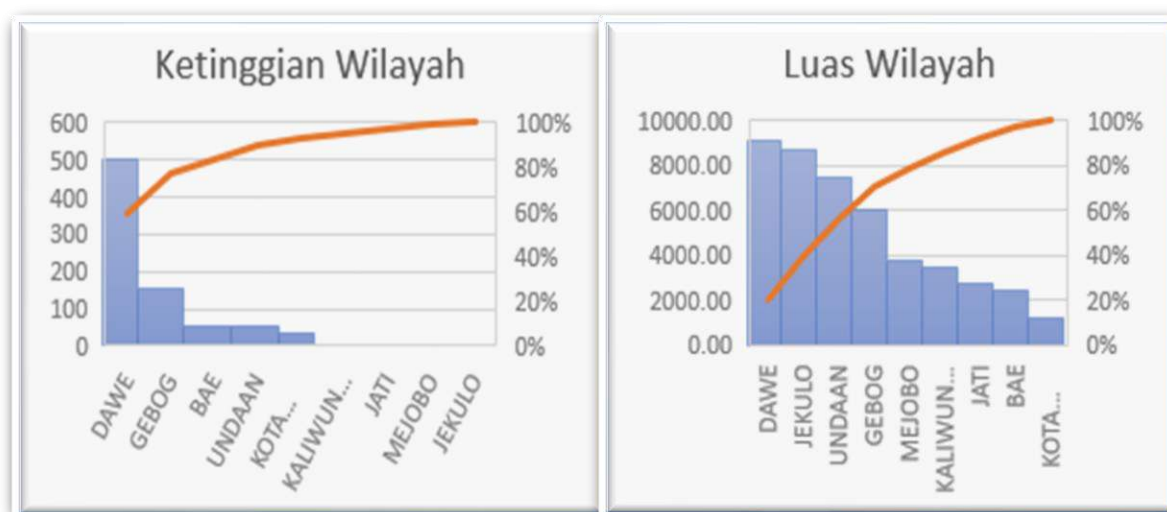 Ketinggian Wilayah
600
500
400
300
200
100
0
100%
80%
60%
40%
20%
0%
DAWE
GEBOG
BAE
UNDAAN
KOTA...
KALIWUN...
JATI
MEJOBO
JEKULO
Luas Wilayah
10000.00
8000.00
6000.00
4000.00
2000.00
0.00
100%
80%
60%
40%
20%
0%
DAWE
JEKULO
UNDAAN
GEBOG
MEJOBO
KALIWUN...
JATI
BAE
KOTA...